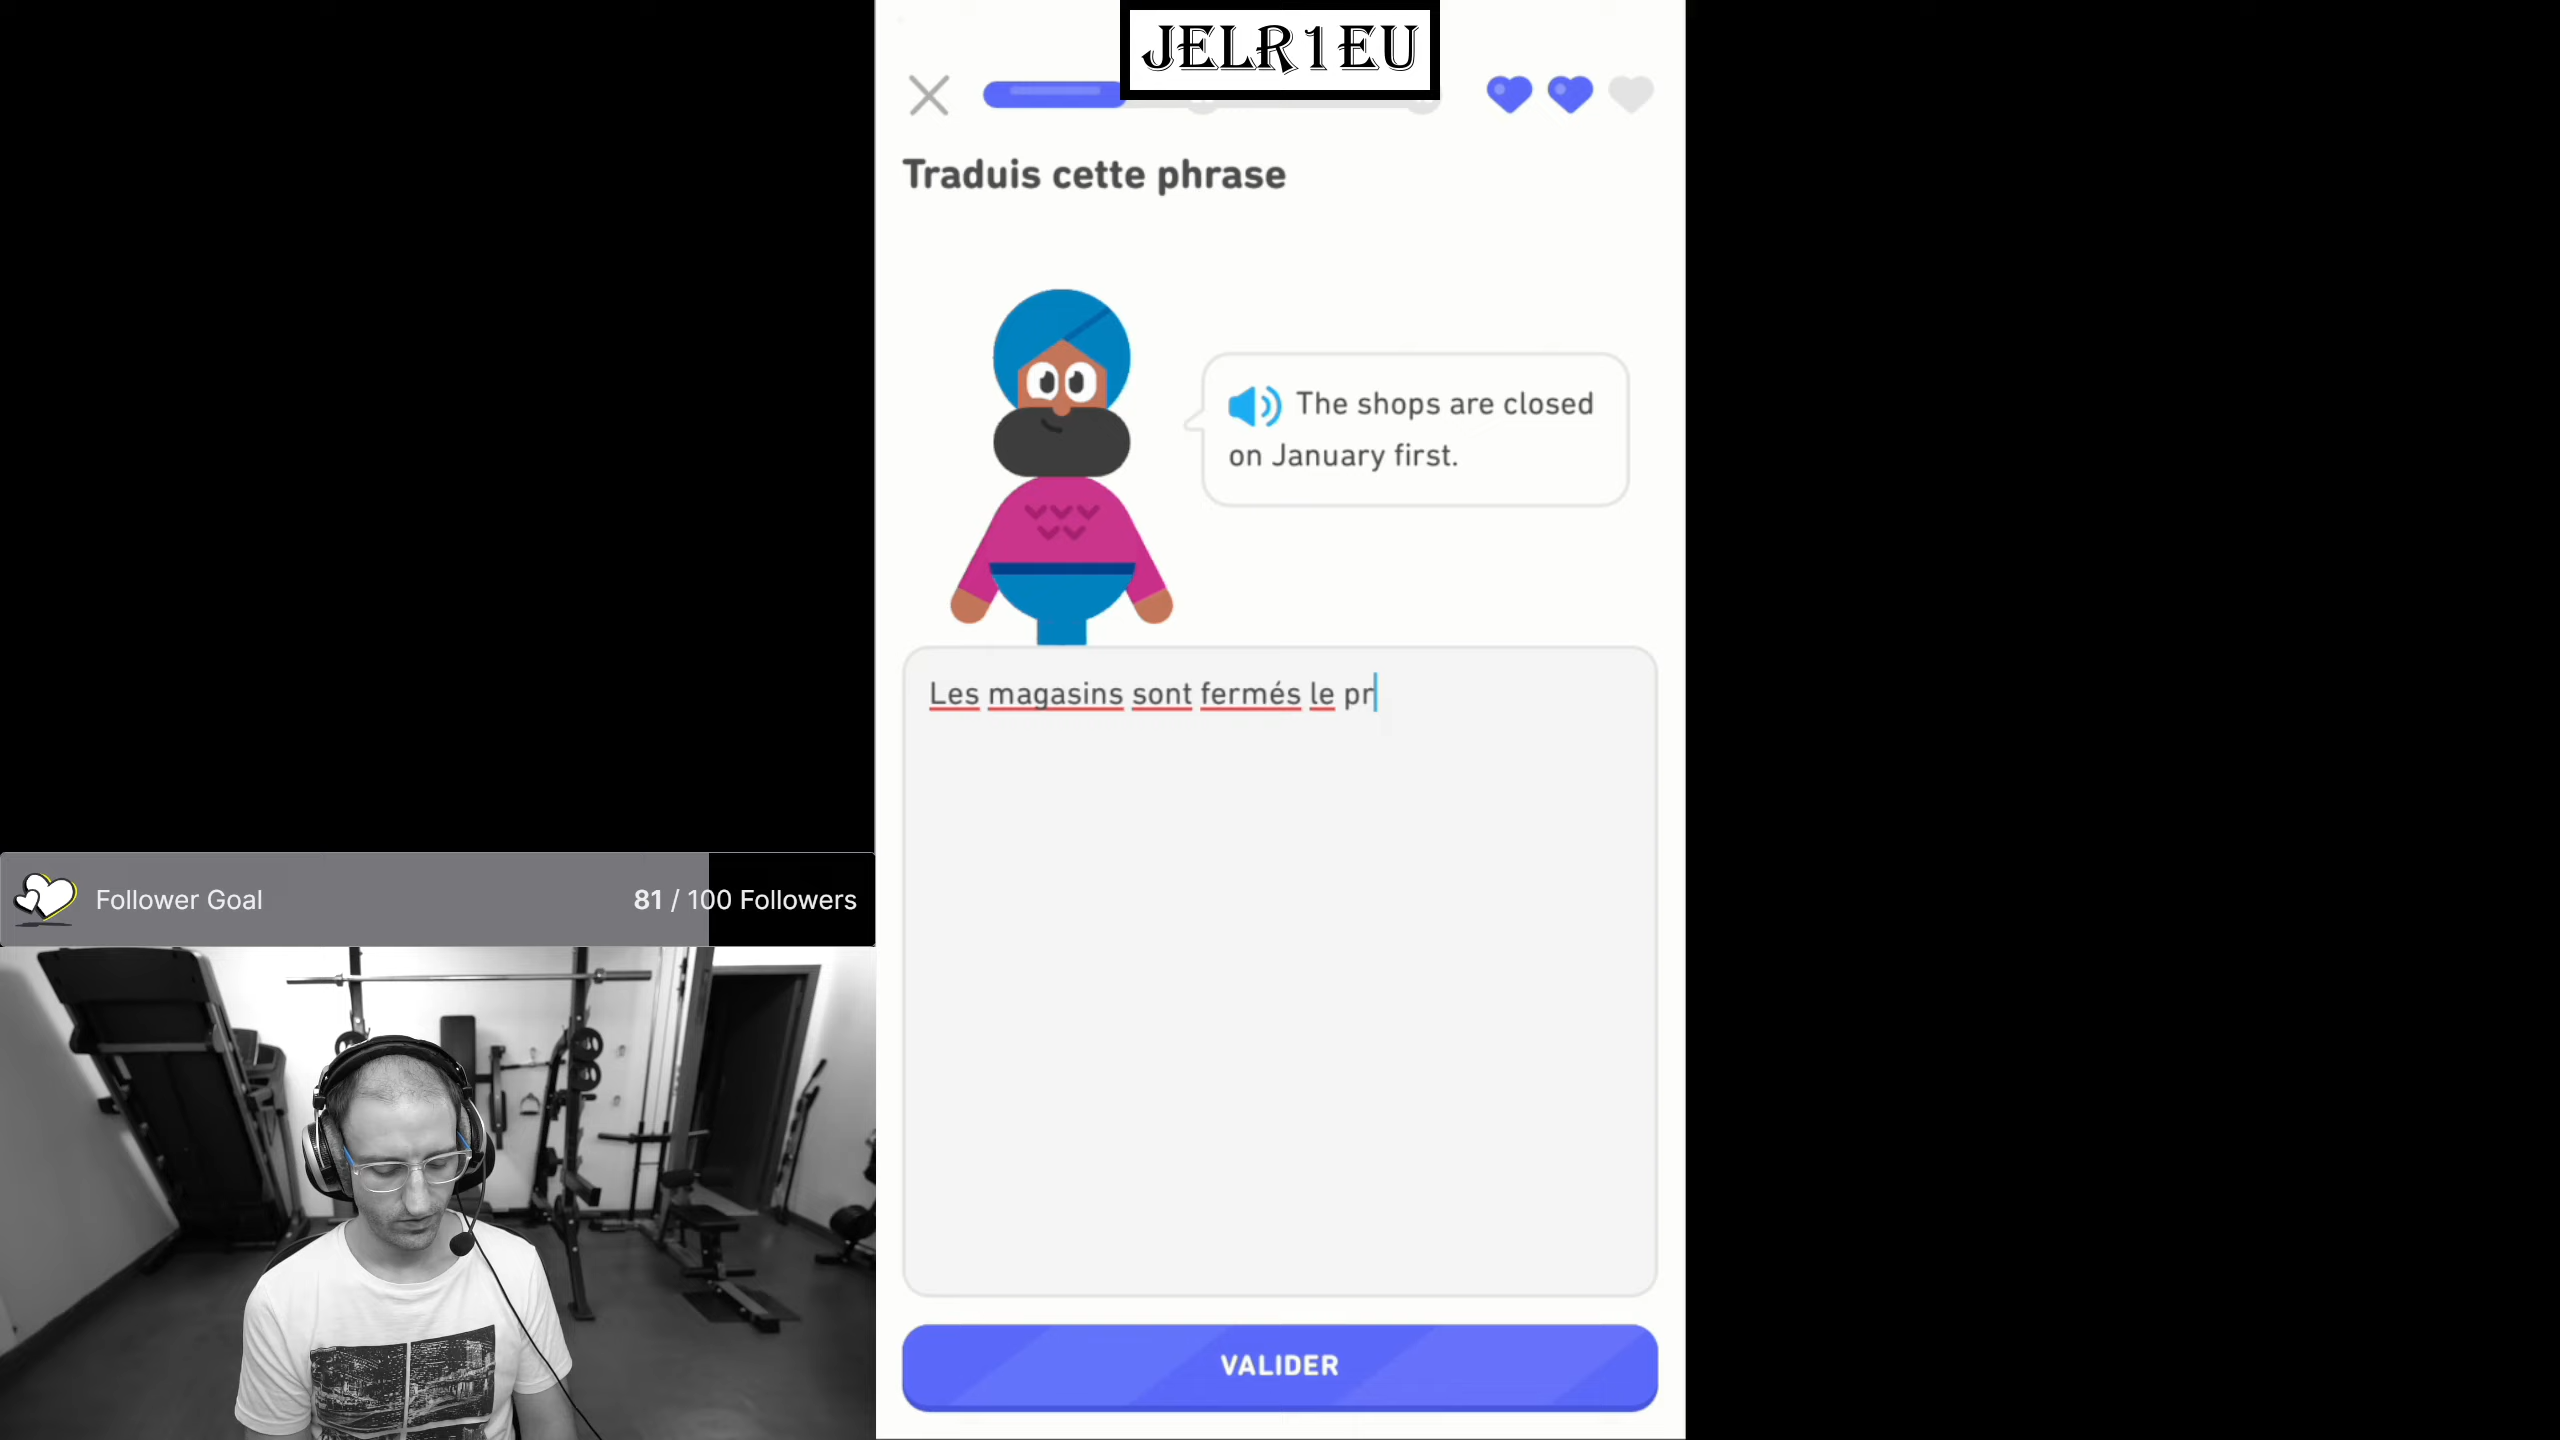 JELR1EU
Traduis cette phrase
The shops are closed
on January first.
Les magasins sont fermés le pr
Follower Goal
81 / 100 Followers
VALIDER